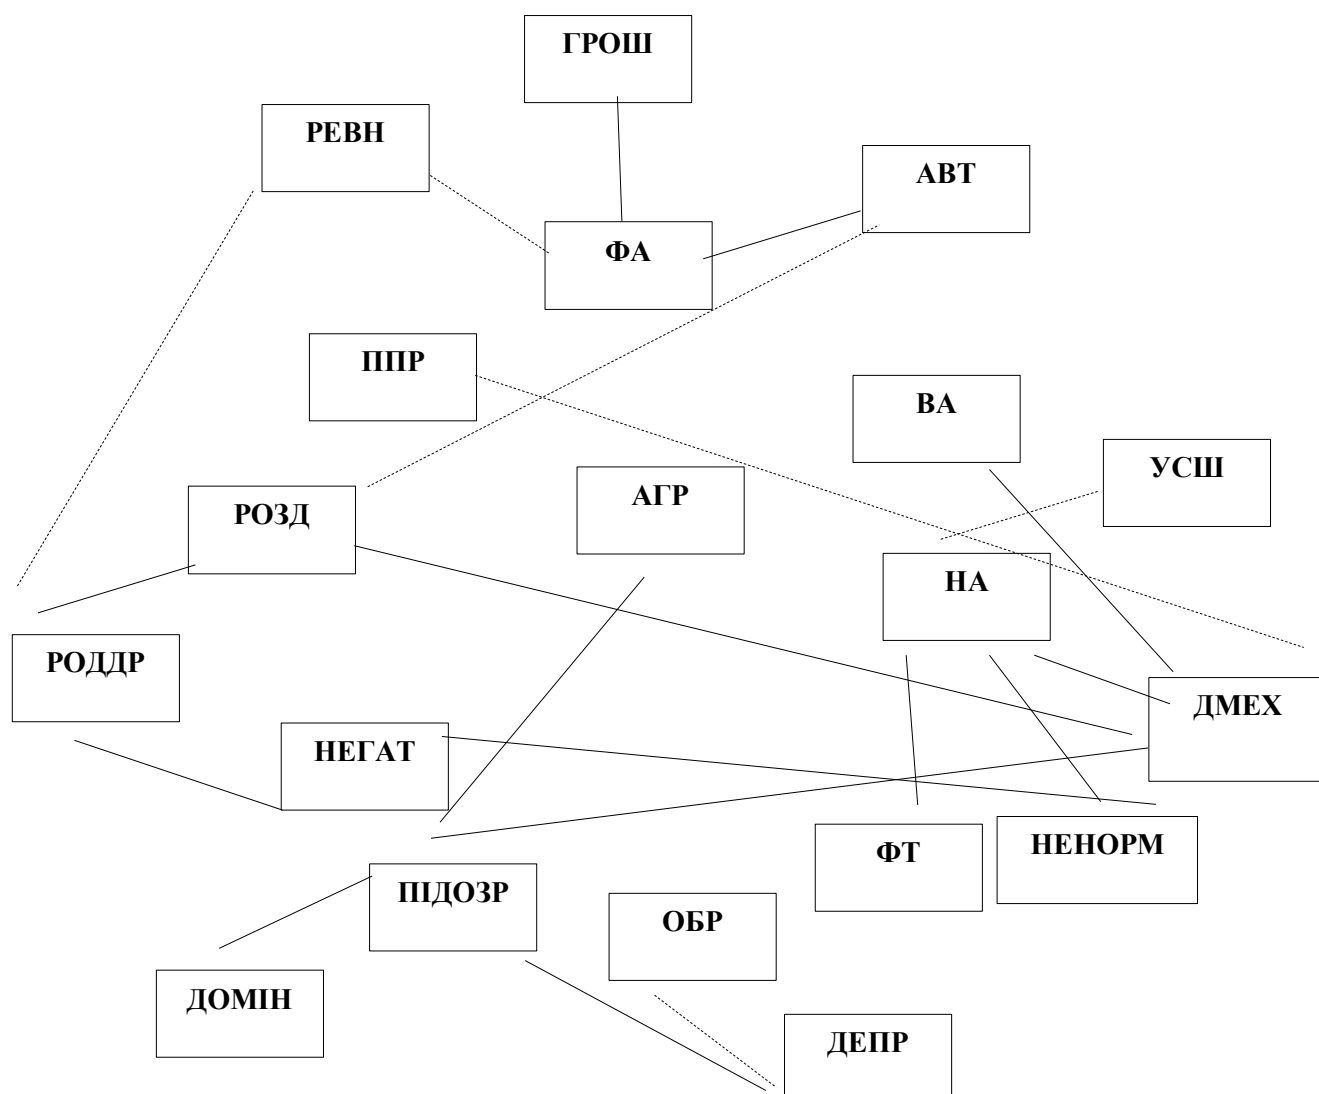 ГРОШ
РЕВН
АВТ
ФА
ППР
ВА
УСШ
АГР
РОЗД
НА
РОДДР
ДМЕХ
НЕГАТ
ФТ
НЕНОРМ
ПІДОЗР
ОБР
ДОМІН
ДЕПР